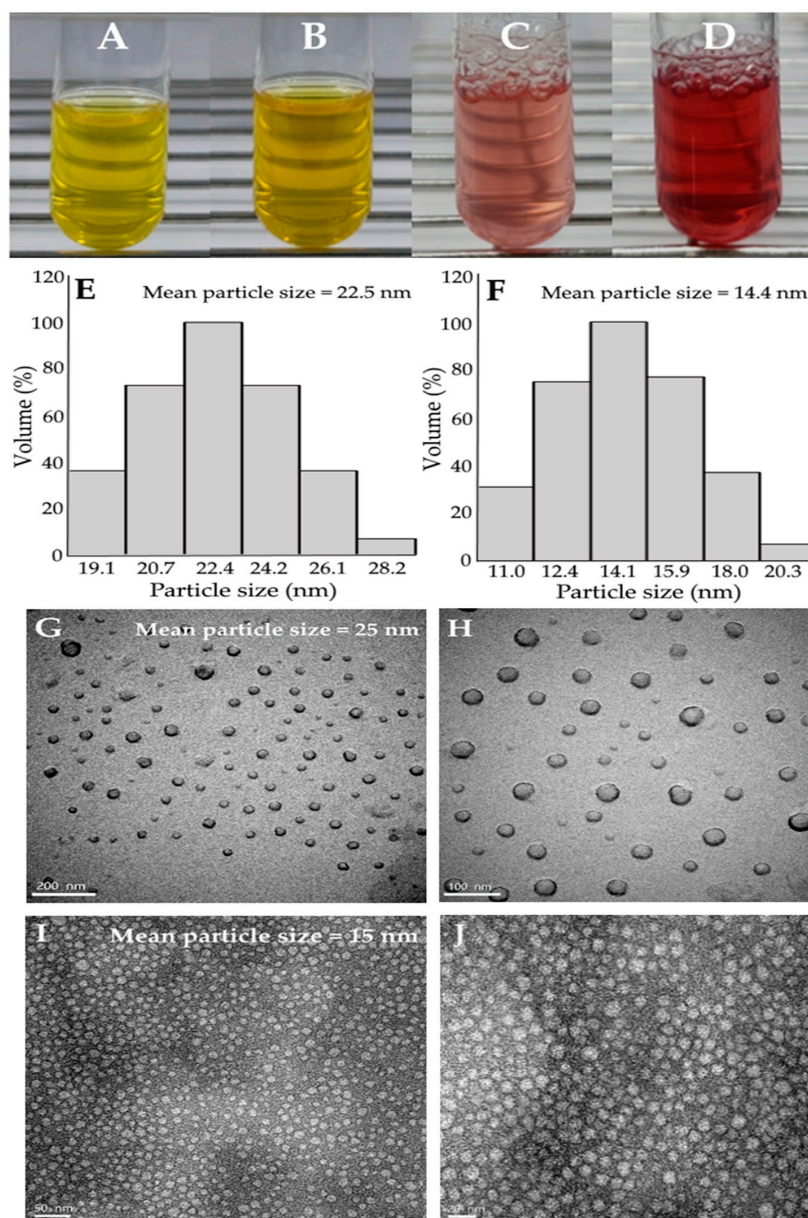 A
B
C
D
E
Mean particle size = 22.5 nm
Volume (%)
120
100
80
60
40
20
0
19.1 20.7 22.4 24.2 26.1 28.2
Particle size (nm)
F
Mean particle size = 14.4 nm
Volume (%)
120
100
80
60
40
20
0
11.0 12.4 14.1 15.9 18.0 20.3
Particle size (nm)
G
Mean particle size = 25 nm
200 nm
H
100 nm
I
Mean particle size = 15 nm
50 nm
J
20 nm